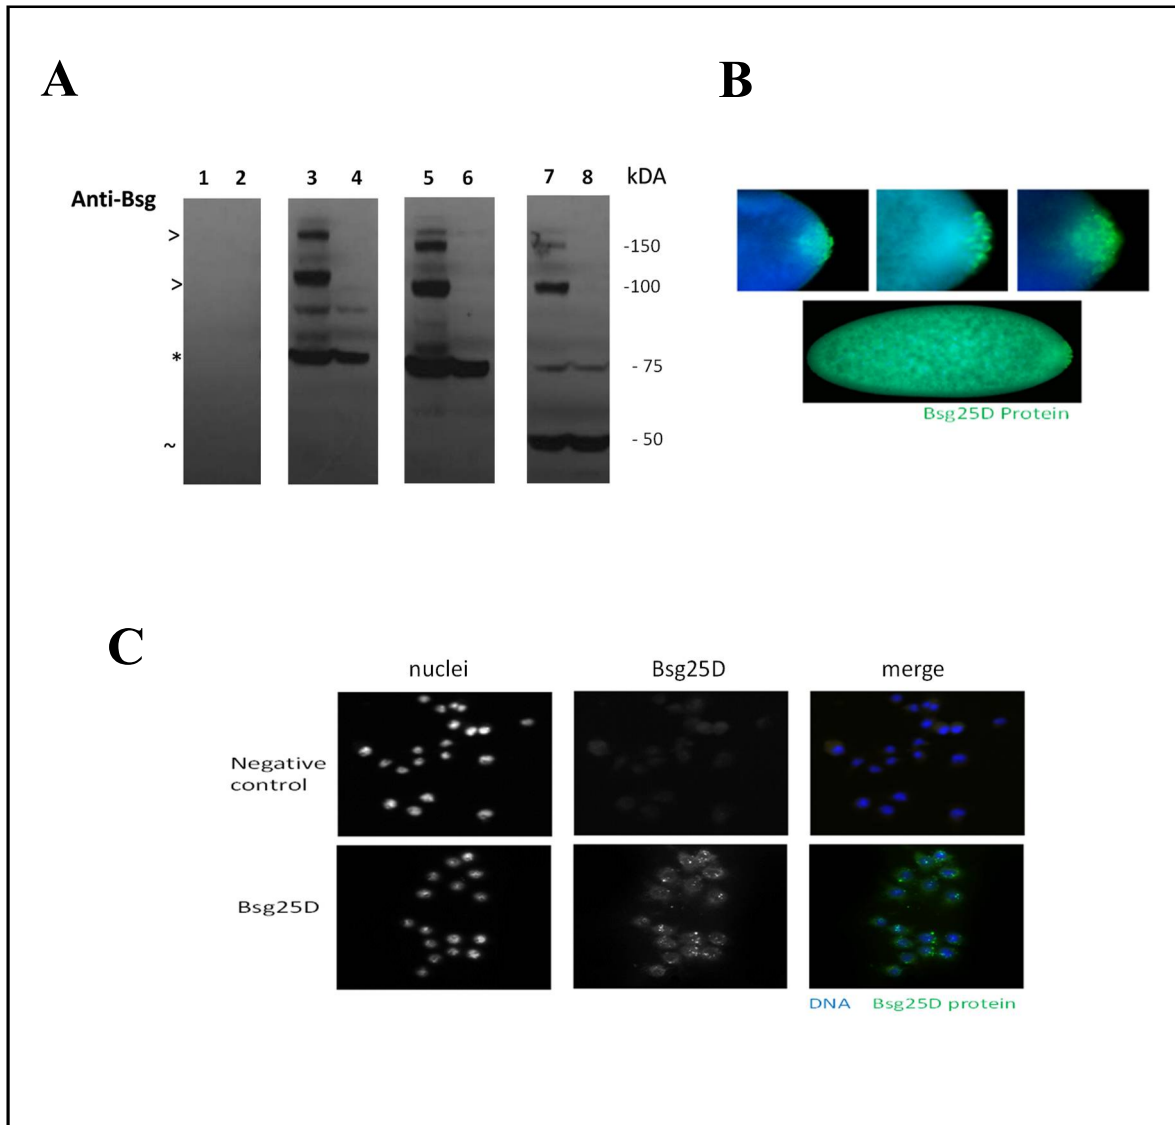 A
B
1 2 3 4 5 6 7 8 kDA
Anti-Bsg
>
-150
>
-100
*
- 75
~
- 50
Bsg25D Protein
C
nuclei Bsg25D merge
Negative
control
Bsg25D
DNA Bsg25D protein